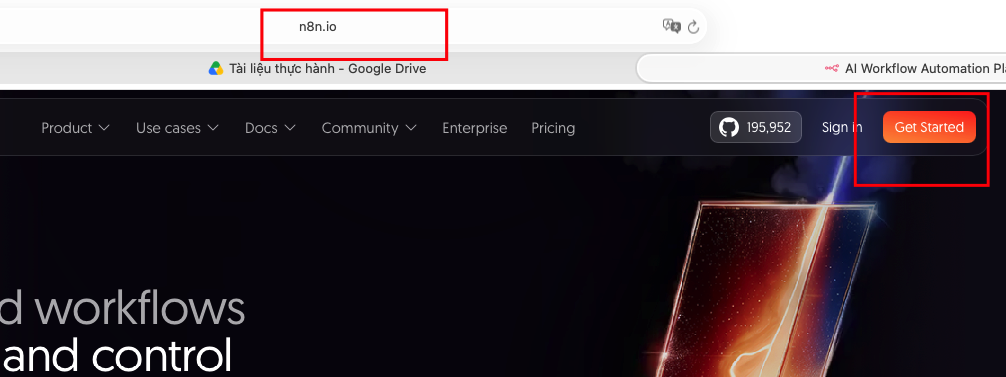 n8n.io
Tài liệu thực hành - Google Drive
AI Workflow Automation
Product Use cases Docs Community Enterprise Pricing 195,952 Sign in Get Started
workflows
and control